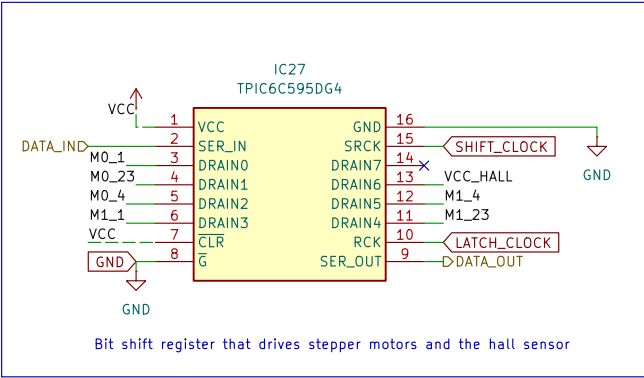 IC27
TPIC6C595DG4
VCC
1 VCC GND 16
DATA_IN 2 SER_IN SRCK 15 SHIFT_CLOCK
M0_1 3 DRAIN0 DRAIN7 14
M0_23 4 DRAIN1 DRAIN6 13 VCC_HALL
M0_4 5 DRAIN2 DRAIN5 12 M1_4
M1_1 6 DRAIN3 DRAIN4 11 M1_23
VCC 7 CLR RCK 10 LATCH_CLOCK
GND 8 G SER_OUT 9 DATA_OUT
GND
GND
Bit shift register that drives stepper motors and the hall sensor